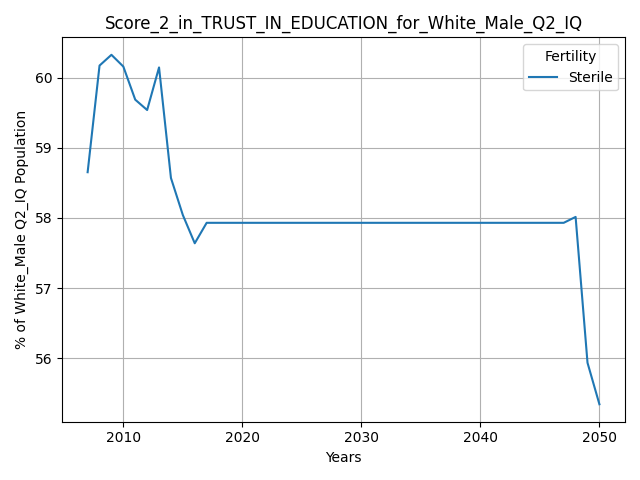 Score_2_in_TRUST_IN_EDUCATION_for_White_Male_Q2_IQ
Fertility
Sterile
% of White_Male Q2_IQ Population
60
59
58
57
56
2010
2020
2030
2040
2050
Years